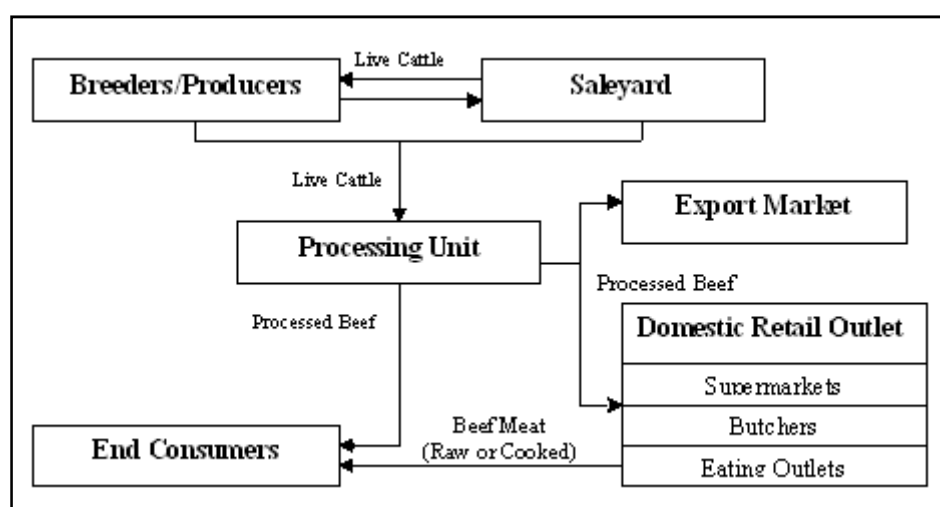 Live Cattle
Breeders/Producers
Saleyard
Live Cattle
Export Market
Processing Unit
Processed Beef
Processed Beef
Domestic Retail Outlet
Supermarkets
Butchers
Eating Outlets
Beef Meat
(Raw or Cooked)
End Consumers